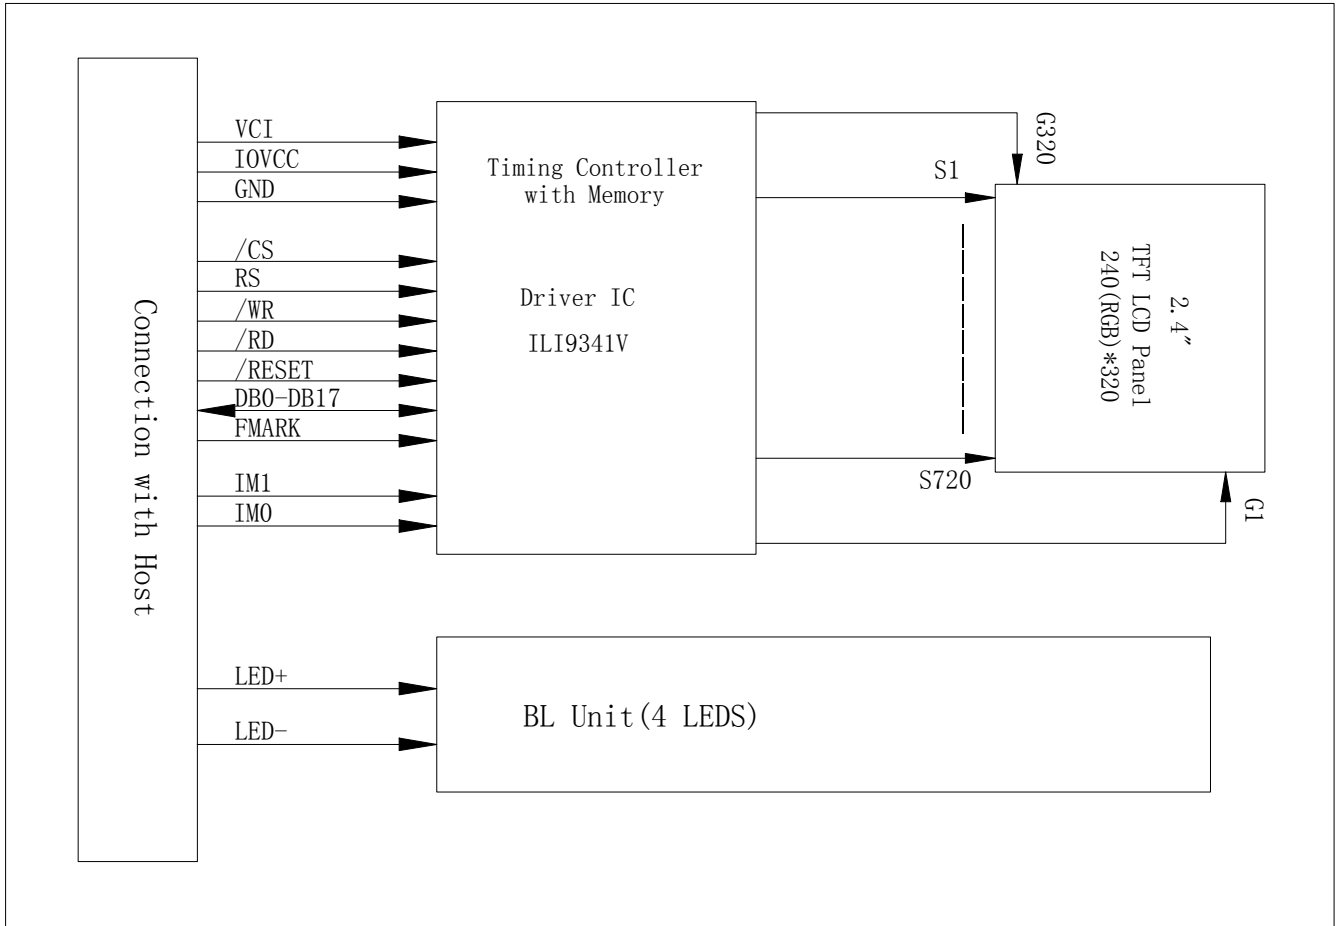 Connection with Host
VCI
IOVCC
GND
/CS
RS
/WR
/RD
/RESET
DB0-DB17
FMARK
IM1
IM0
LED+
LED-
Timing Controller
with Memory
Driver IC
ILI9341V
S1
S720
G320
G1
2.4″
TFT LCD Panel
240(RGB)*320
BL Unit(4 LEDS)